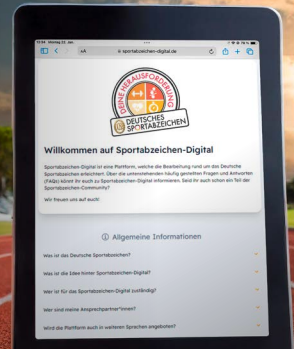 sportabzeichen-digital.de
DEINE HERAUSFORDERUNG
DEUTSCHES
SPORTABZEICHEN
Willkommen auf Sportabzeichen-Digital
Sportabzeichen-Digital ist eine Plattform, welche die Bearbeitung rund um das Deutsche
Sportabzeichen erleichtert. Über die untenstehenden häufig gestellten Fragen und Antworten
(FAQs) könnt ihr euch zu Sportabzeichen-Digital informieren. Seid ihr auch schon ein Teil der
Sportabzeichen-Community?
Wir freuen uns auf euch!
Allgemeine Informationen
Was ist das Deutsche Sportabzeichen?
Was ist die Idee hinter Sportabzeichen-Digital?
Wer ist für das Sportabzeichen-Digital zuständig?
Wer sind meine Ansprechpartner*innen?
Wird die Plattform auch in weiteren Sprachen angeboten?